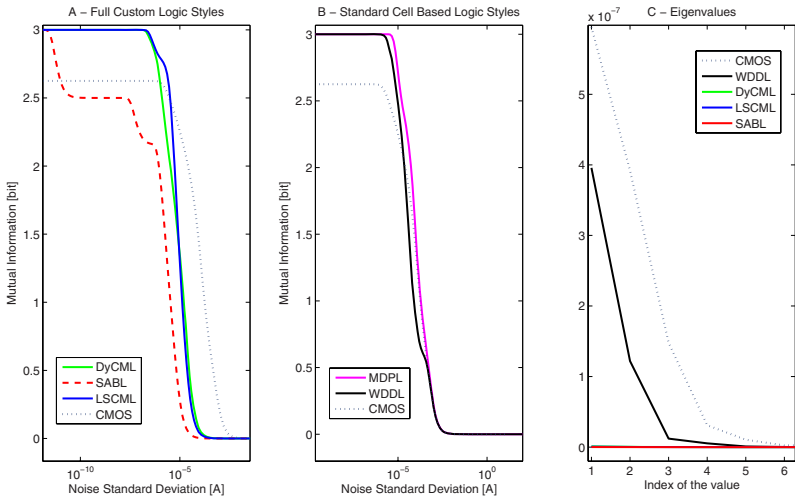 A – Full Custom Logic Styles
3
2.5
2
1.5
1
0.5
0
Mutual Information [bit]
DyCML
SABL
LSCML
CMOS
10^−10
10^−5
Noise Standard Deviation [A]
B – Standard Cell Based Logic Styles
3
2.5
2
1.5
1
0.5
0
Mutual Information [bit]
MDPL
WDDL
CMOS
10^−5
10^0
Noise Standard Deviation [A]
C – Eigenvalues
x 10^−7
5
4
3
2
1
0
CMOS
WDDL
DyCML
LSCML
SABL
1
2
3
4
5
6
Index of the value